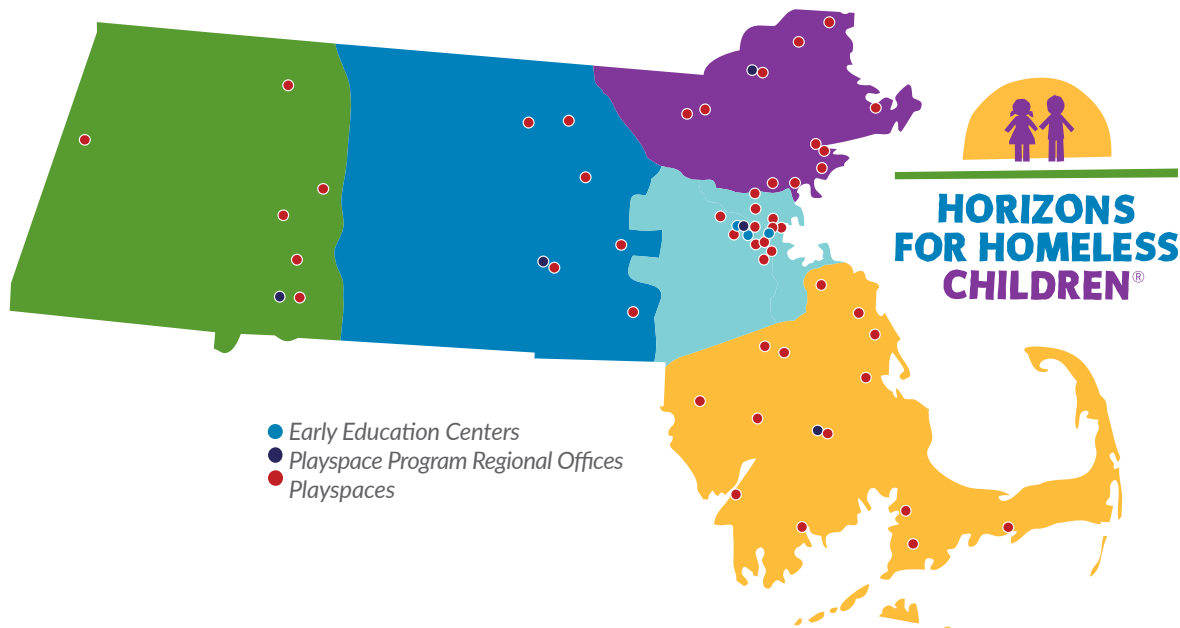 HORIZONS
FOR HOMELESS
CHILDREN®
Early Education Centers
Playspace Program Regional Offices
Playspaces